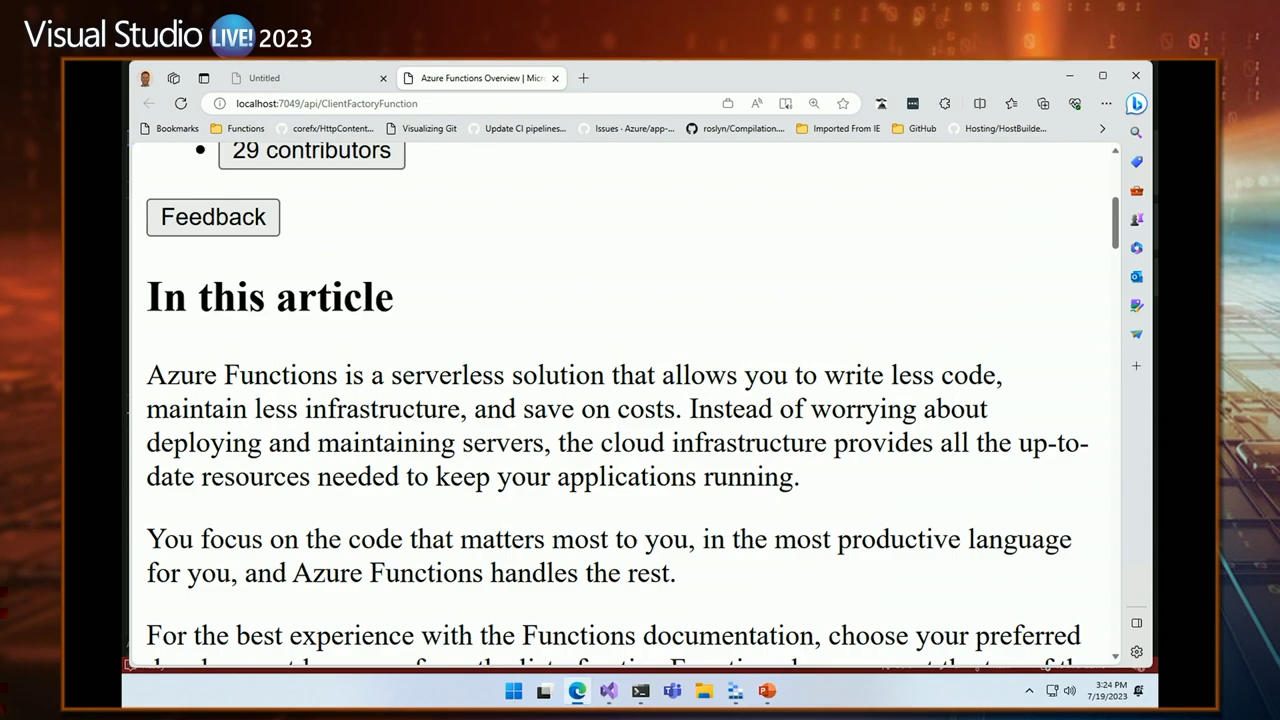 Visual Studio LIVE! 2023
Untitled
Azure Functions Overview | Micr
localhost:7049/api/ClientFactoryFunction
Bookmarks
Functions
corefx/HttpContent...
Visualizing Git
Update CI pipelines...
Issues · Azure/app-...
roslyn/Compilation....
Imported From IE
GitHub
Hosting/HostBuilde...
29 contributors
Feedback
In this article
Azure Functions is a serverless solution that allows you to write less code,
maintain less infrastructure, and save on costs. Instead of worrying about
deploying and maintaining servers, the cloud infrastructure provides all the up-to-
date resources needed to keep your applications running.
You focus on the code that matters most to you, in the most productive language
for you, and Azure Functions handles the rest.
For the best experience with the Functions documentation, choose your preferred
3:24 PM
7/19/2023